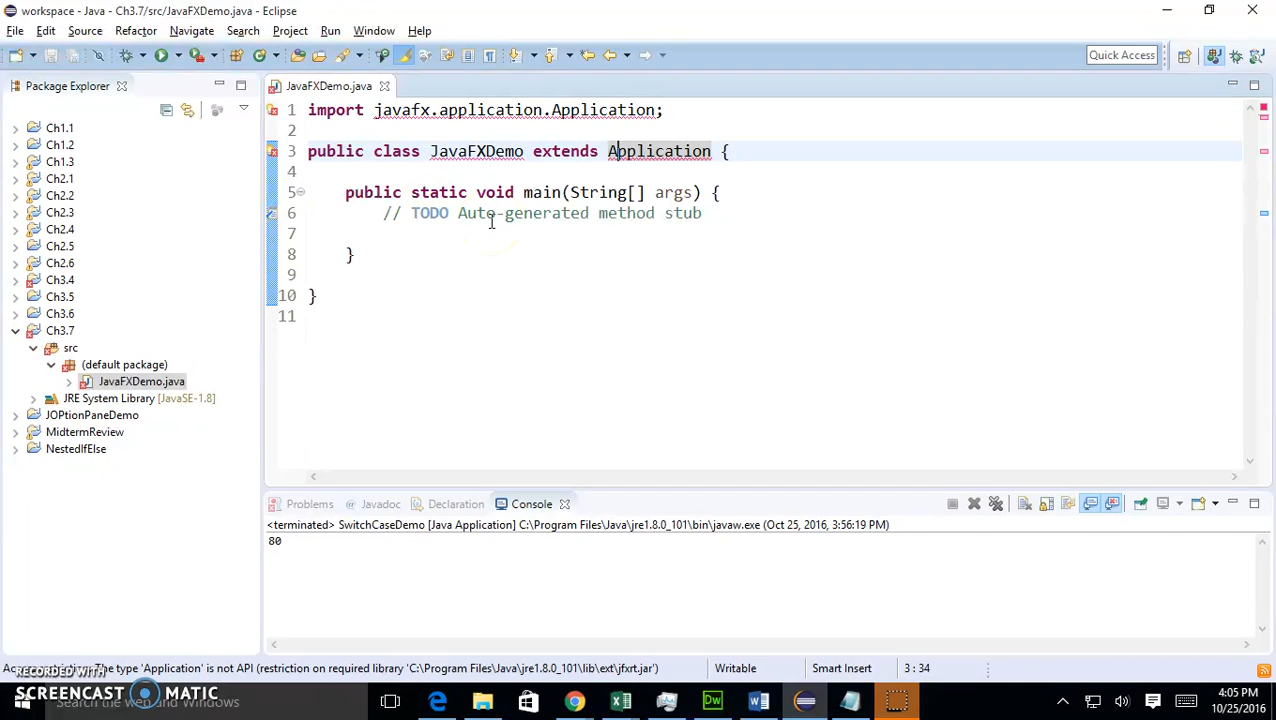 workspace - Java - Ch3.7/src/JavaFXDemo.java - Eclipse
File Edit Source Refactor Navigate Search Project Run Window Help
Quick Access
Package Explorer
JavaFXDemo.java
1 import javafx.application.Application;
2
3 public class JavaFXDemo extends Application {
4
5 public static void main(String[] args) {
6 // TODO Auto-generated method stub
7
8 }
9
10 }
11
Ch1.1
Ch1.2
Ch1.3
Ch2.1
Ch2.2
Ch2.3
Ch2.4
Ch2.5
Ch2.6
Ch3.4
Ch3.5
Ch3.6
Ch3.7
src
(default package)
JavaFXDemo.java
JRE System Library [JavaSE-1.8]
JOPtionPaneDemo
MidtermReview
NestedIfElse
Problems Javadoc Declaration Console
<terminated> SwitchCaseDemo [Java Application] C:\Program Files\Java\jre1.8.0_101\bin\javaw.exe (Oct 25, 2016, 3:56:19 PM)
80
The type 'Application' is not API (restriction on required library 'C:\Program Files\Java\jre1.8.0_101\lib\ext\jfxrt.jar')
Writable
Smart Insert
3 : 34
RECORDED WITH
SCREENCAST MATIC
Search the web and Windows
4:05 PM
10/25/2016